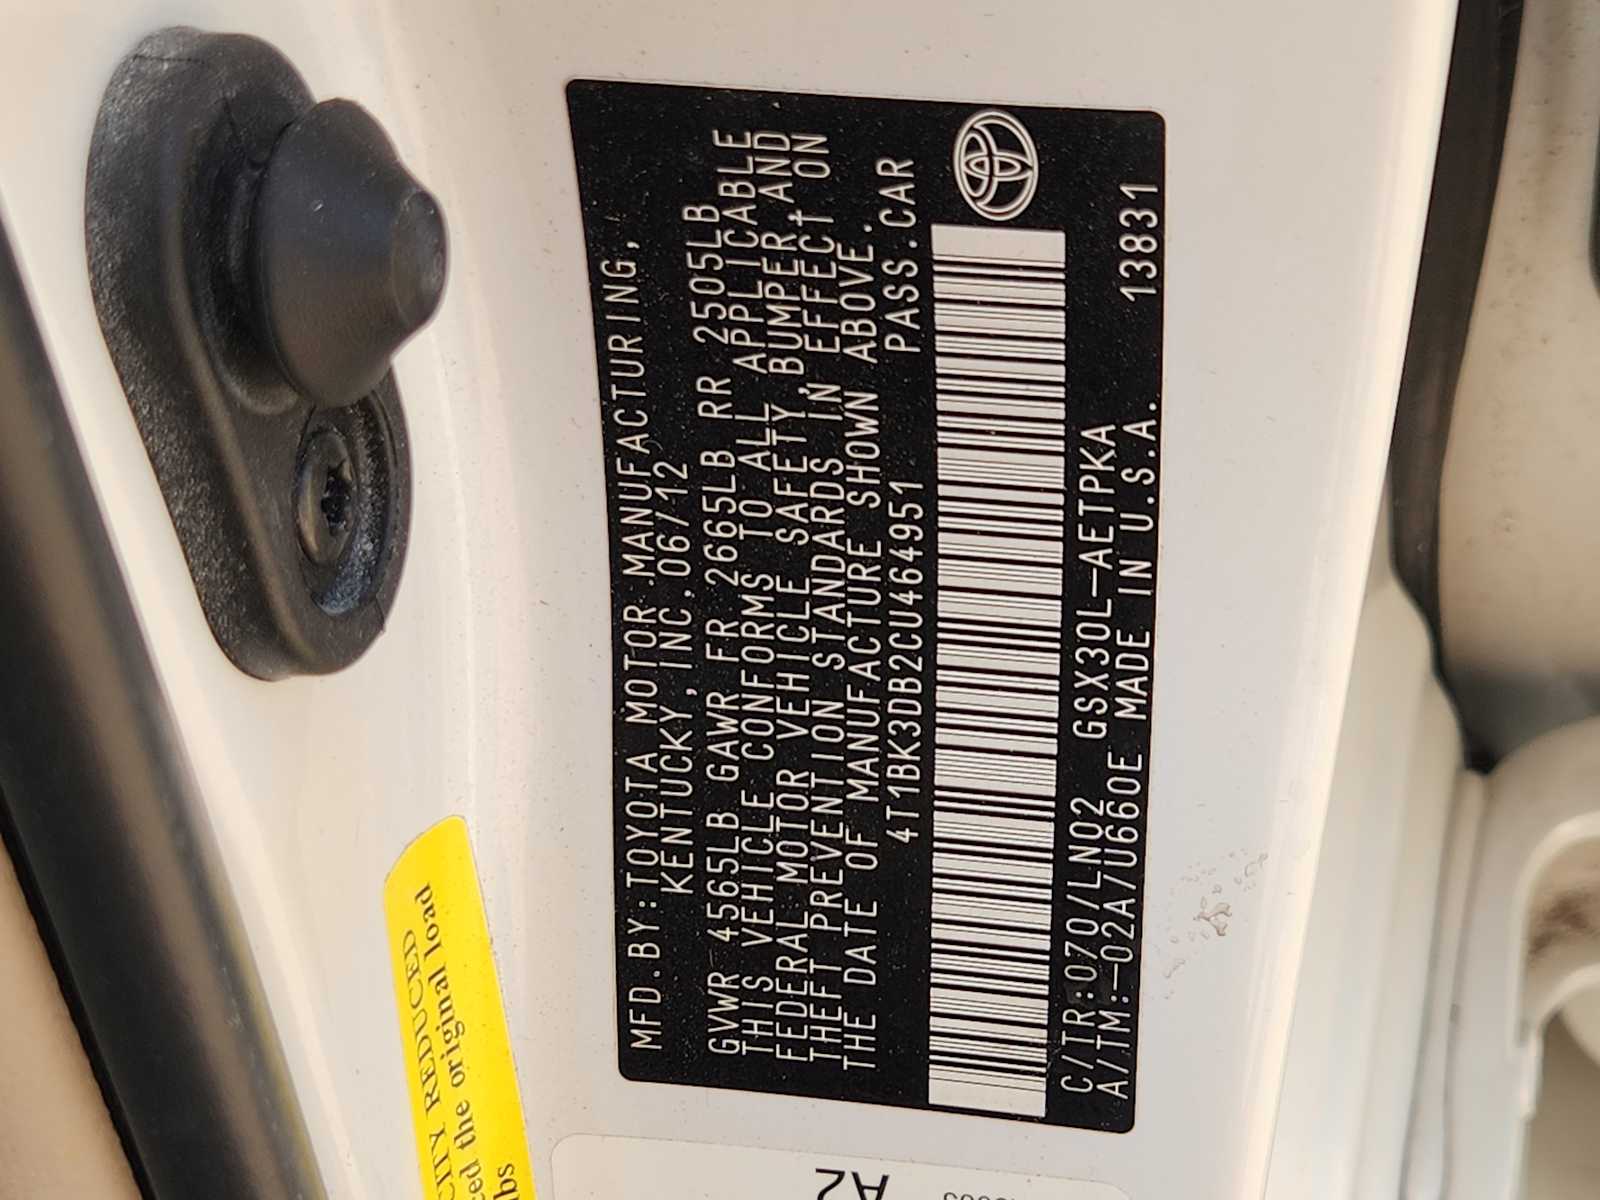 MFD.BY:TOYOTA MOTOR MANUFACTURING,
KENTUCKY,INC.06/12
GVWR 4565LB GAWR FR 2665LB RR 2505LB
THIS VEHICLE CONFORMS TO ALL APPLICABLE
FEDERAL MOTOR VEHICLE SAFETY,BUMPER,AND
THEFT PREVENTION STANDARDS IN EFFECT ON
THE DATE OF MANUFACTURE SHOWN ABOVE.
4T1BK3DB2CU464951 PASS.CAR
C/TR:070/LN02 GSX30L-AETPKA
A/TM:-02A/U660E MADE IN U.S.A. 13831
REDUCED
the original load
lbs
A2